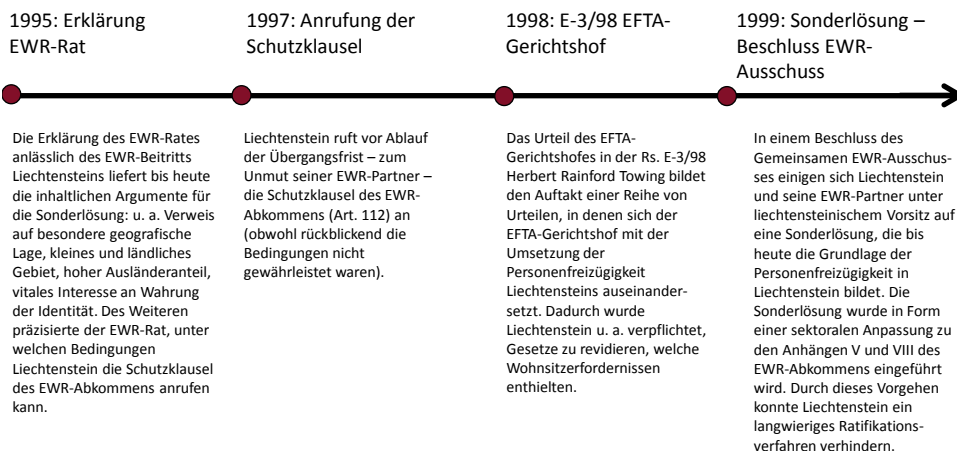 1995: Erklärung
EWR-Rat
1997: Anrufung der
Schutzklausel
1998: E-3/98 EFTA-
Gerichtshof
1999: Sonderlösung –
Beschluss EWR-
Ausschuss
Die Erklärung des EWR-Rates
anlässlich des EWR-Beitritts
Liechtensteins liefert bis heute
die inhaltlichen Argumente für
die Sonderlösung: u. a. Verweis
auf besondere geografische
Lage, kleines und ländliches
Gebiet, hoher Ausländeranteil,
vitales Interesse an Wahrung
der Identität. Des Weiteren
präzisierte der EWR-Rat, unter
welchen Bedingungen
Liechtenstein die Schutzklausel
des EWR-Abkommens anrufen
kann.
Liechtenstein ruft vor Ablauf
der Übergangsfrist – zum
Unmut seiner EWR-Partner –
die Schutzklausel des EWR-
Abkommens (Art. 112) an
(obwohl rückblickend die
Bedingungen nicht
gewährleistet waren).
Das Urteil des EFTA-
Gerichtshofes in der Rs. E-3/98
Herbert Rainford Towing bildet
den Auftakt einer Reihe von
Urteilen, in denen sich der
EFTA-Gerichtshof mit der
Umsetzung der
Personenfreizügigkeit
Liechtensteins auseinander-
setzt. Dadurch wurde
Liechtenstein u. a. verpflichtet,
Gesetze zu revidieren, welche
Wohnsitzerfordernissen
enthielten.
In einem Beschluss des
Gemeinsamen EWR-Ausschus-
ses einigen sich Liechtenstein
und seine EWR-Partner unter
liechtensteinischem Vorsitz auf
eine Sonderlösung, die bis
heute die Grundlage der
Personenfreizügigkeit in
Liechtenstein bildet. Die
Sonderlösung wurde in Form
einer sektoralen Anpassung zu
den Anhängen V und VIII des
EWR-Abkommens eingeführt
wird. Durch dieses Vorgehen
konnte Liechtenstein ein
langwieriges Ratifikations-
verfahren verhindern.